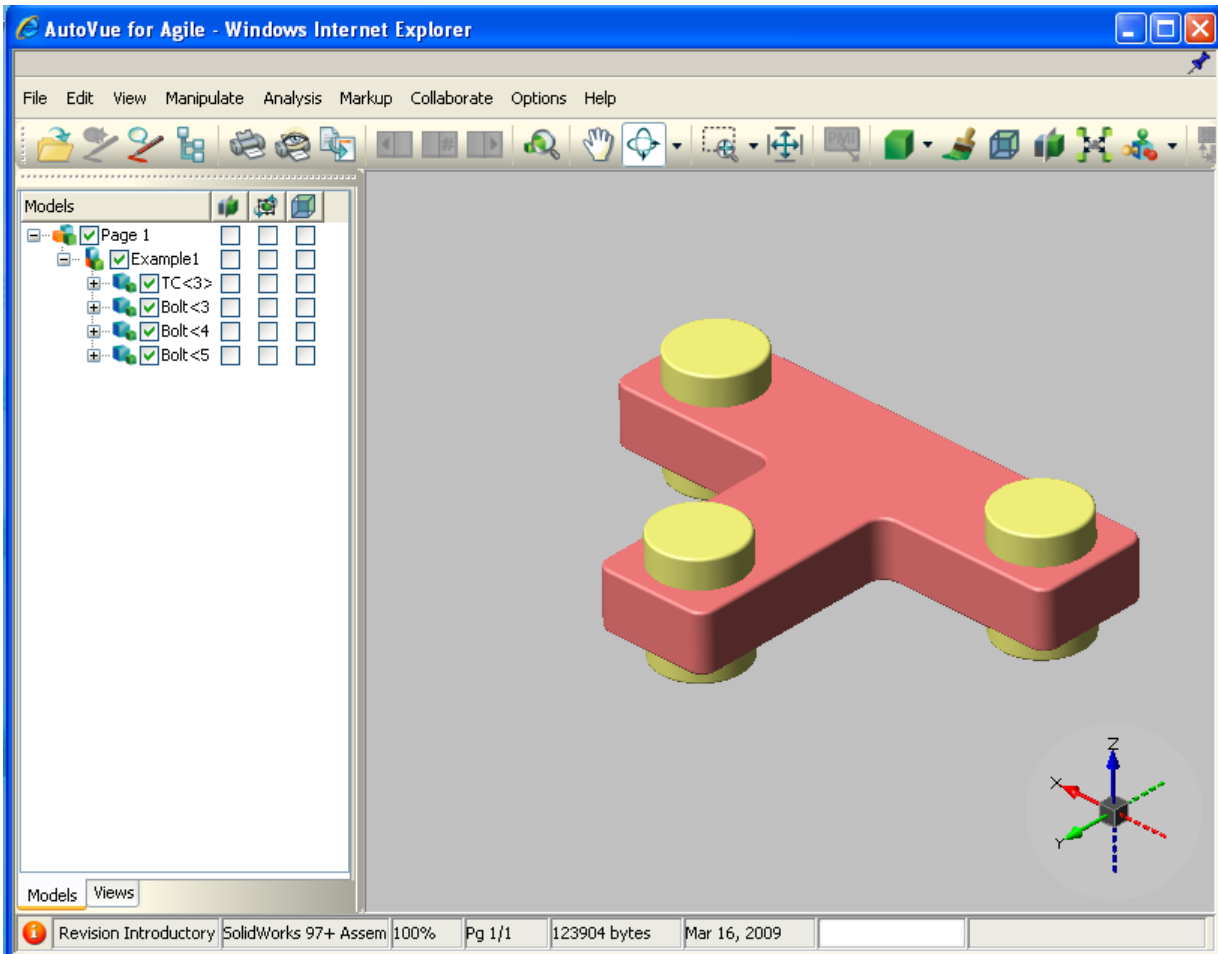 AutoVue for Agile - Windows Internet Explorer
File Edit View Manipulate Analysis Markup Collaborate Options Help
PMI
Models
Page 1
Example1
TC<3>
Bolt<3
Bolt<4
Bolt<5
Z
X
Y
Models Views
Revision Introductory SolidWorks 97+ Assem 100% Pg 1/1 123904 bytes Mar 16, 2009